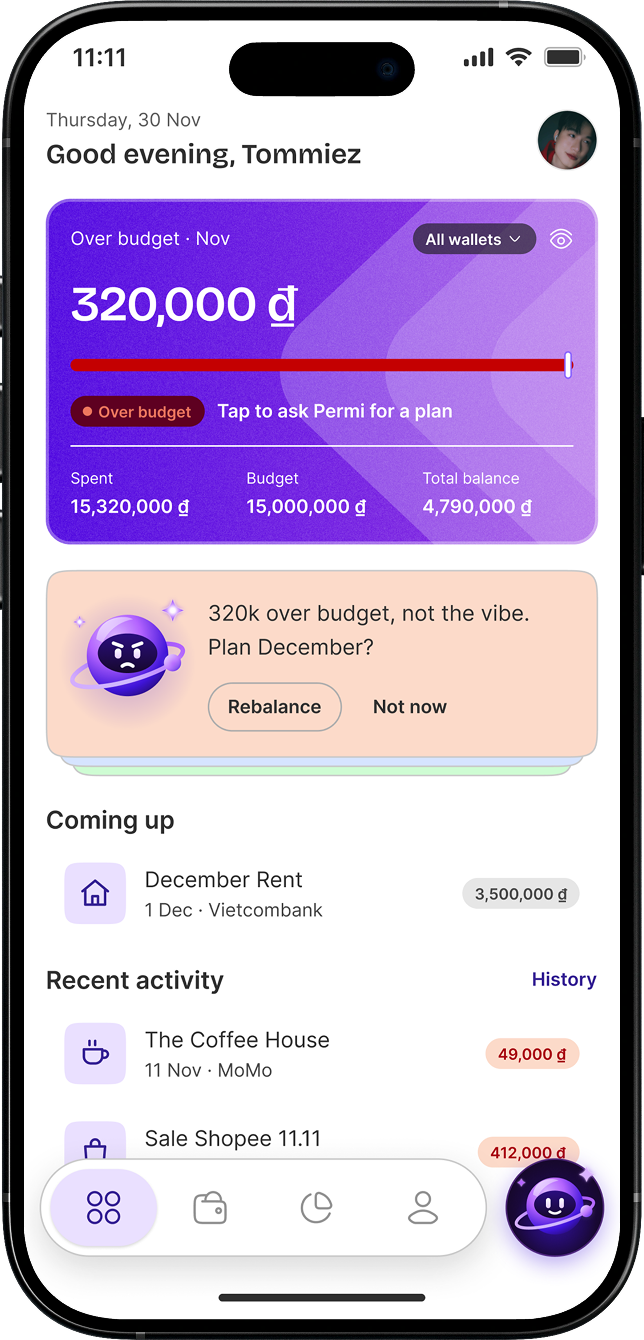 11:11
Thursday, 30 Nov
Good evening, Tommiez
Over budget · Nov
All wallets
320,000 ₫
Over budget
Tap to ask Permi for a plan
Spent
Budget
Total balance
15,320,000 ₫
15,000,000 ₫
4,790,000 ₫
320k over budget, not the vibe.
Plan December?
Rebalance
Not now
Coming up
December Rent
3,500,000 ₫
1 Dec · Vietcombank
Recent activity
History
The Coffee House
49,000 ₫
11 Nov · MoMo
Sale Shopee 11.11
412,000 ₫